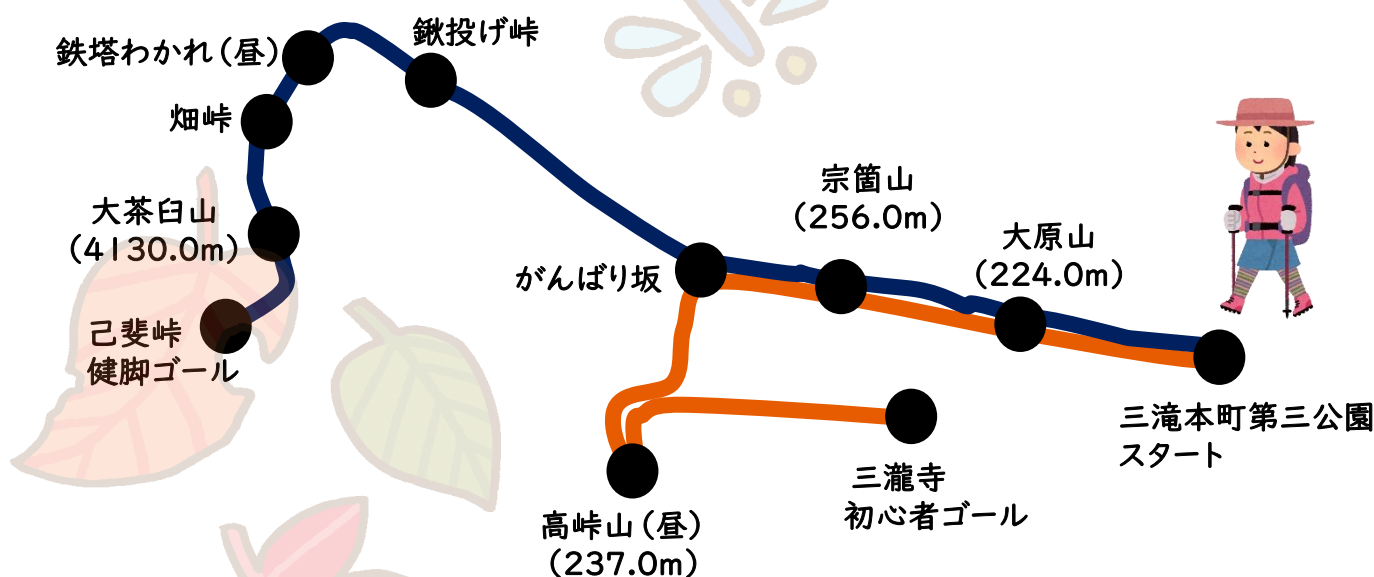 鉄塔わかれ(昼)
鍬投げ峠
畑峠
大茶臼山
(4130.0m)
己斐峠
健脚ゴール
がんばり坂
宗箇山
(256.0m)
大原山
(224.0m)
三滝本町第三公園
スタート
三瀧寺
初心者ゴール
高峠山(昼)
(237.0m)